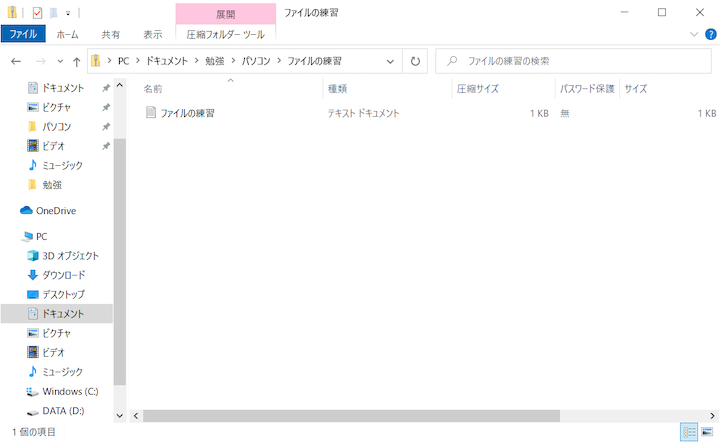 展開
ファイルの練習
ファイル ホーム 共有 表示 圧縮フォルダー ツール
PC ドキュメント 勉強 パソコン ファイルの練習
ファイルの練習の検索
名前 種類 圧縮サイズ パスワード保護 サイズ
ファイルの練習 テキスト ドキュメント 1 KB 無 1 KB
ドキュメント
ピクチャ
パソコン
ビデオ
ミュージック
勉強
OneDrive
PC
3D オブジェクト
ダウンロード
デスクトップ
ドキュメント
ピクチャ
ビデオ
ミュージック
Windows (C:)
DATA (D:)
1 個の項目